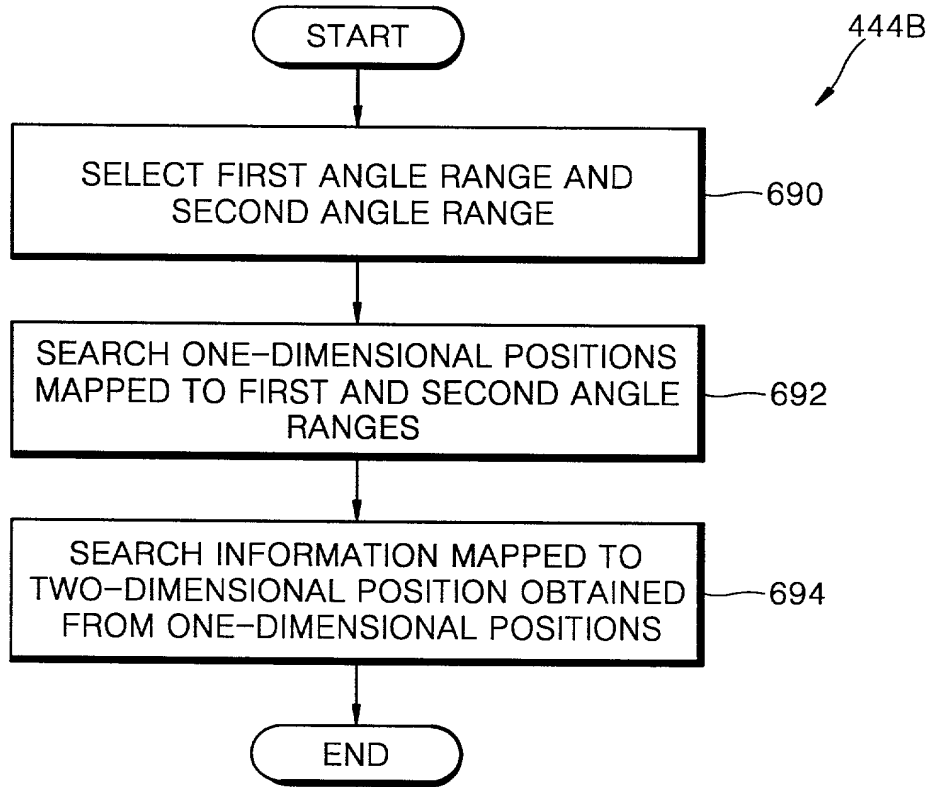 START
444B
SELECT FIRST ANGLE RANGE AND
SECOND ANGLE RANGE
690
SEARCH ONE-DIMENSIONAL POSITIONS
MAPPED TO FIRST AND SECOND ANGLE
RANGES
692
SEARCH INFORMATION MAPPED TO
TWO-DIMENSIONAL POSITION OBTAINED
FROM ONE-DIMENSIONAL POSITIONS
694
END